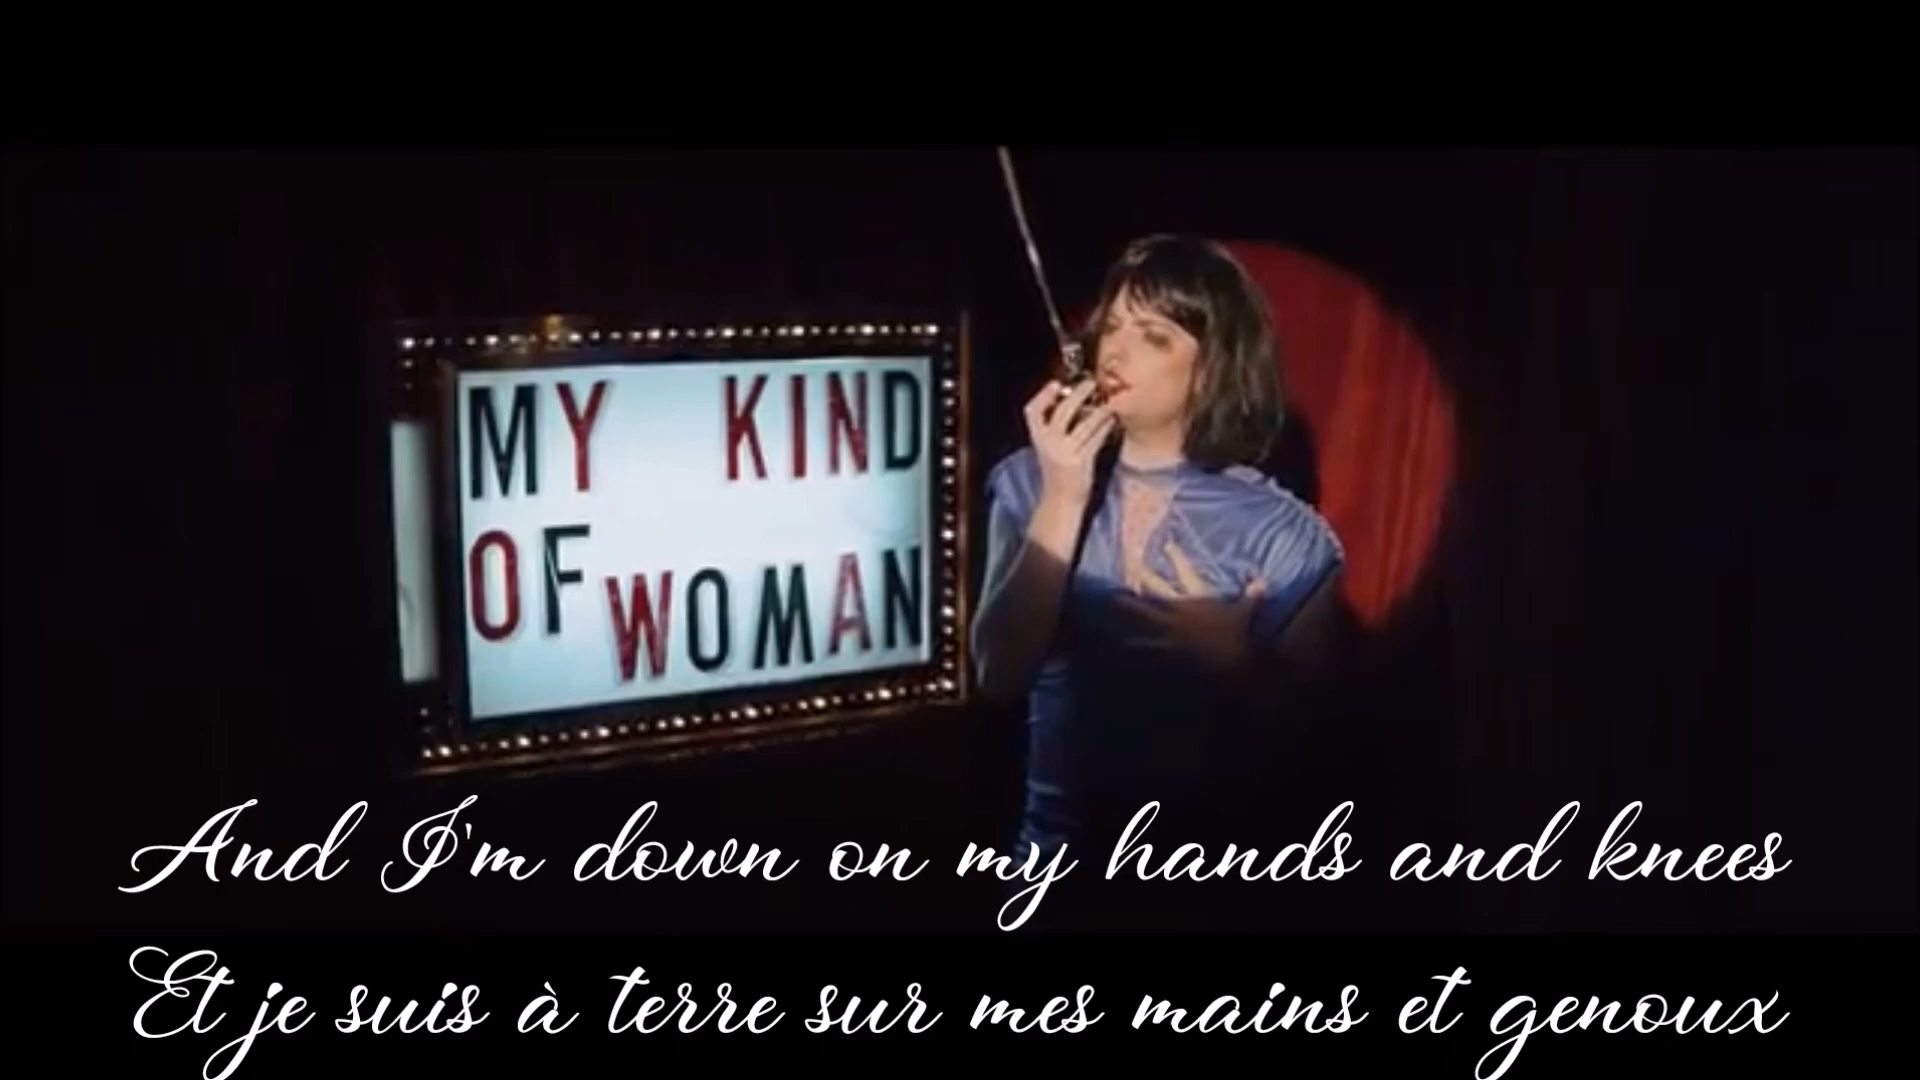 MY KIND
OF WOMAN
And I'm down on my hands and knees
Et je suis à terre sur mes mains et genoux